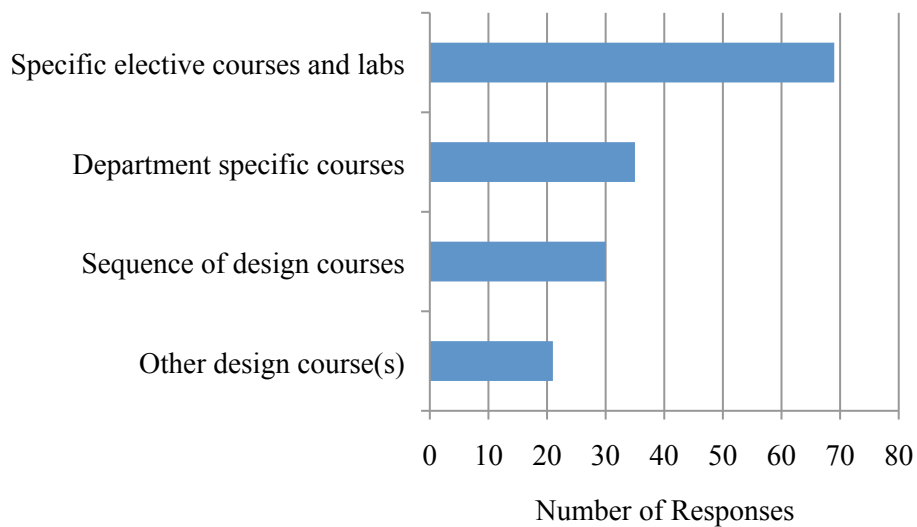 Specific elective courses and labs
Department specific courses
Sequence of design courses
Other design course(s)
0 10 20 30 40 50 60 70 80
Number of Responses